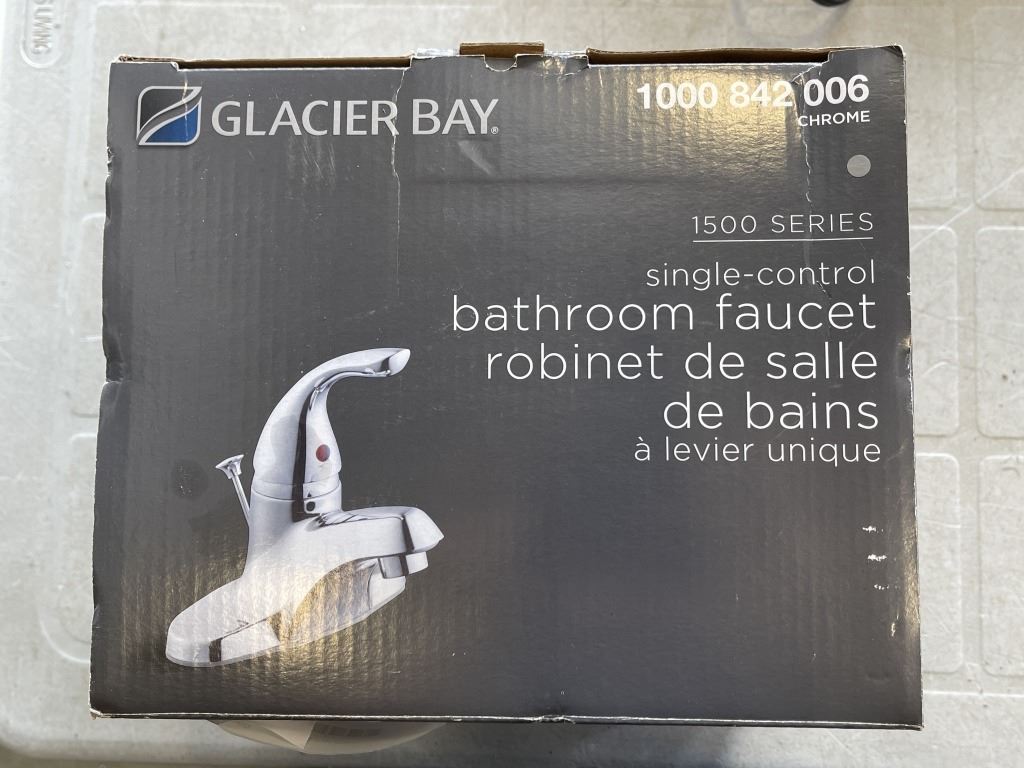 GLACIER BAY®
1000 842 006
CHROME
1500 SERIES
single-control
bathroom faucet
robinet de salle
de bains
à levier unique
LIVING